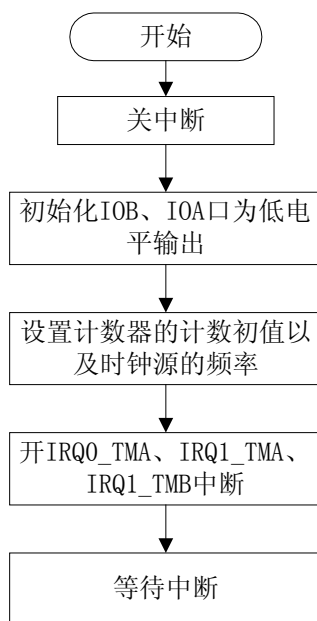 开始
关中断
初始化IOB、IOA口为低电
平输出
设置计数器的计数初值以
及时钟源的频率
开IRQ0_TMA、IRQ1_TMA、
IRQ1_TMB中断
等待中断